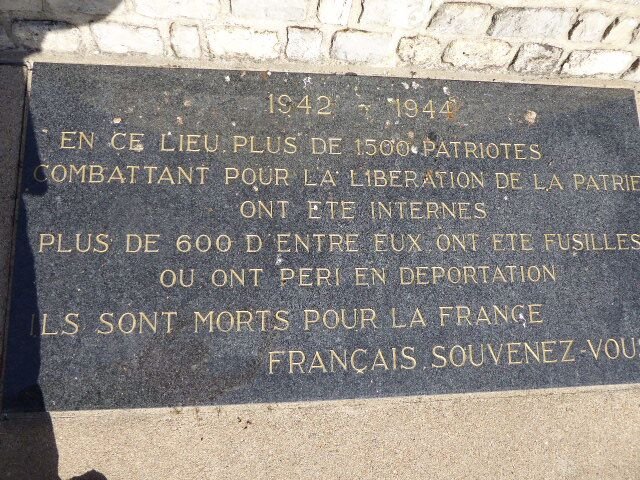 1942 - 1944
EN CE LIEU PLUS DE 1500 PATRIOTES
COMBATTANT POUR LA LIBERATION DE LA PATRIE
ONT ETE INTERNES
PLUS DE 600 D'ENTRE EUX ONT ETE FUSILLES
OU ONT PERI EN DEPORTATION
ILS SONT MORTS POUR LA FRANCE
FRANÇAIS SOUVENEZ-VOUS